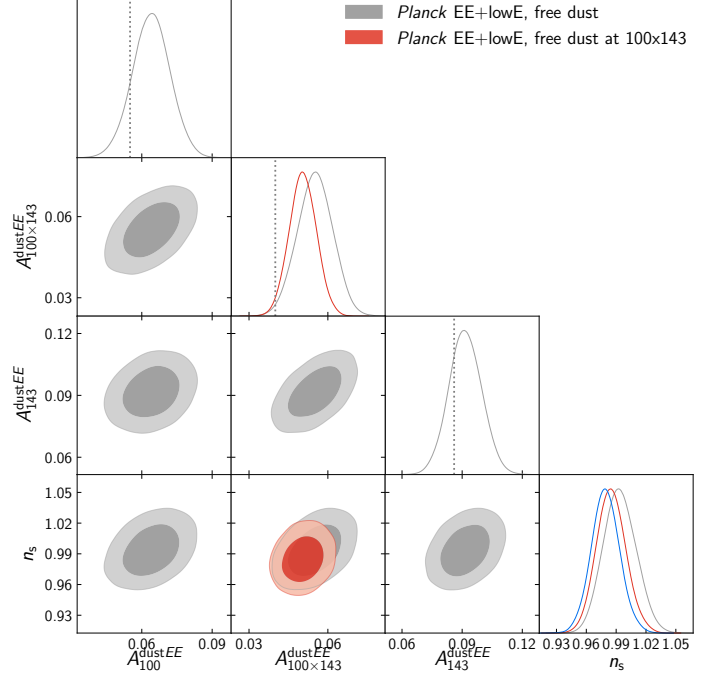 Planck EE+lowE, free dust
Planck EE+lowE, free dust at 100x143
A^{dustEE}_{100×143}
0.06
0.03
A^{dustEE}_{143}
0.12
0.09
0.06
n_s
1.05
1.02
0.99
0.96
0.93
0.06 0.09
0.03 0.06
0.06 0.09 0.12
0.93 0.96 0.99 1.02 1.05
A^{dustEE}_{100}
A^{dustEE}_{100×143}
A^{dustEE}_{143}
n_s